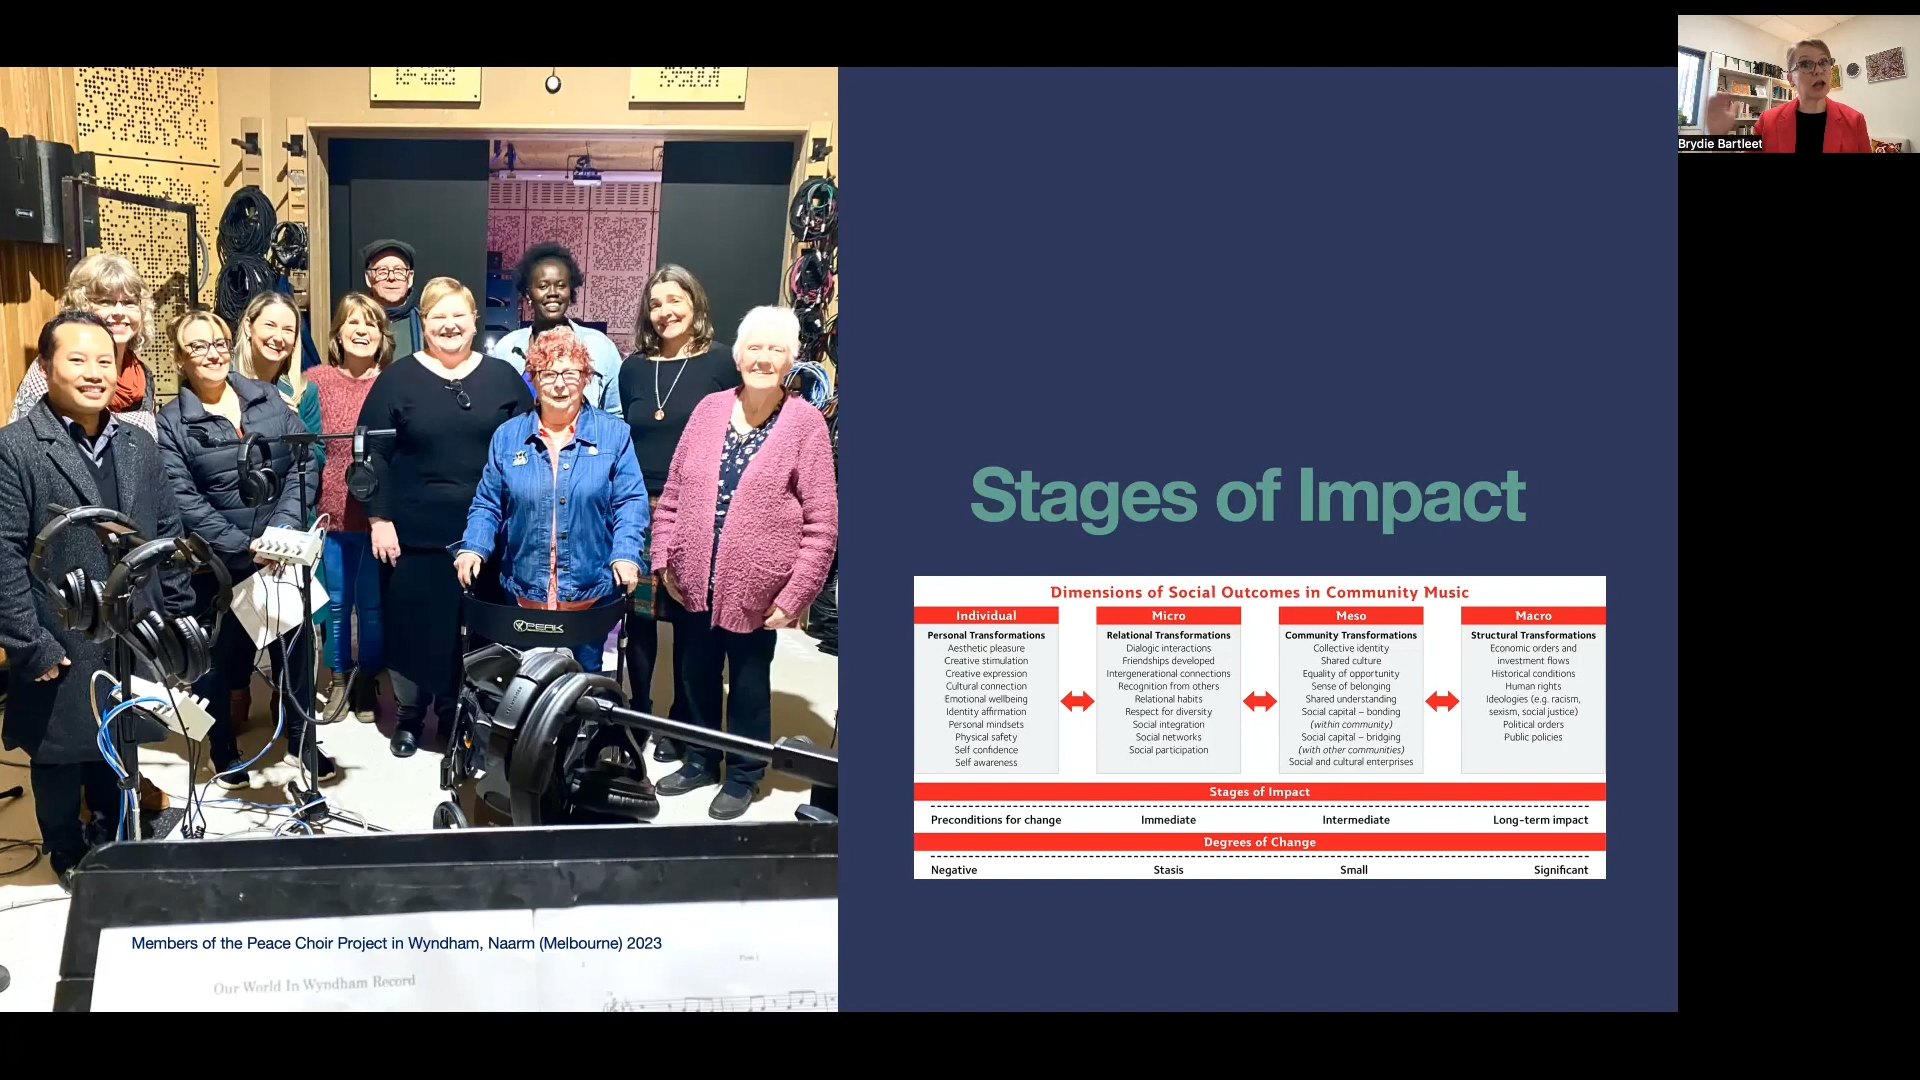 Brydie Bartleet
PEAK
Members of the Peace Choir Project in Wyndham, Naarm (Melbourne) 2023
Our World In Wyndham Record
Stages of Impact
Dimensions of Social Outcomes in Community Music
Individual
Personal Transformations
Aesthetic pleasure
Creative stimulation
Creative expression
Cultural connection
Emotional wellbeing
Identity affirmation
Personal mindsets
Physical safety
Self confidence
Self awareness
Micro
Relational Transformations
Dialogic interactions
Friendships developed
Intergenerational connections
Recognition from others
Relational habits
Respect for diversity
Social integration
Social networks
Social participation
Meso
Community Transformations
Collective identity
Shared culture
Equality of opportunity
Sense of belonging
Shared understanding
Social capital – bonding
(within community)
Social capital – bridging
(with other communities)
Social and cultural enterprises
Macro
Structural Transformations
Economic orders and
investment flows
Historical conditions
Human rights
Ideologies (e.g. racism,
sexism, social justice)
Political orders
Public policies
Stages of Impact
Preconditions for change Immediate Intermediate Long-term impact
Degrees of Change
Negative Stasis Small Significant